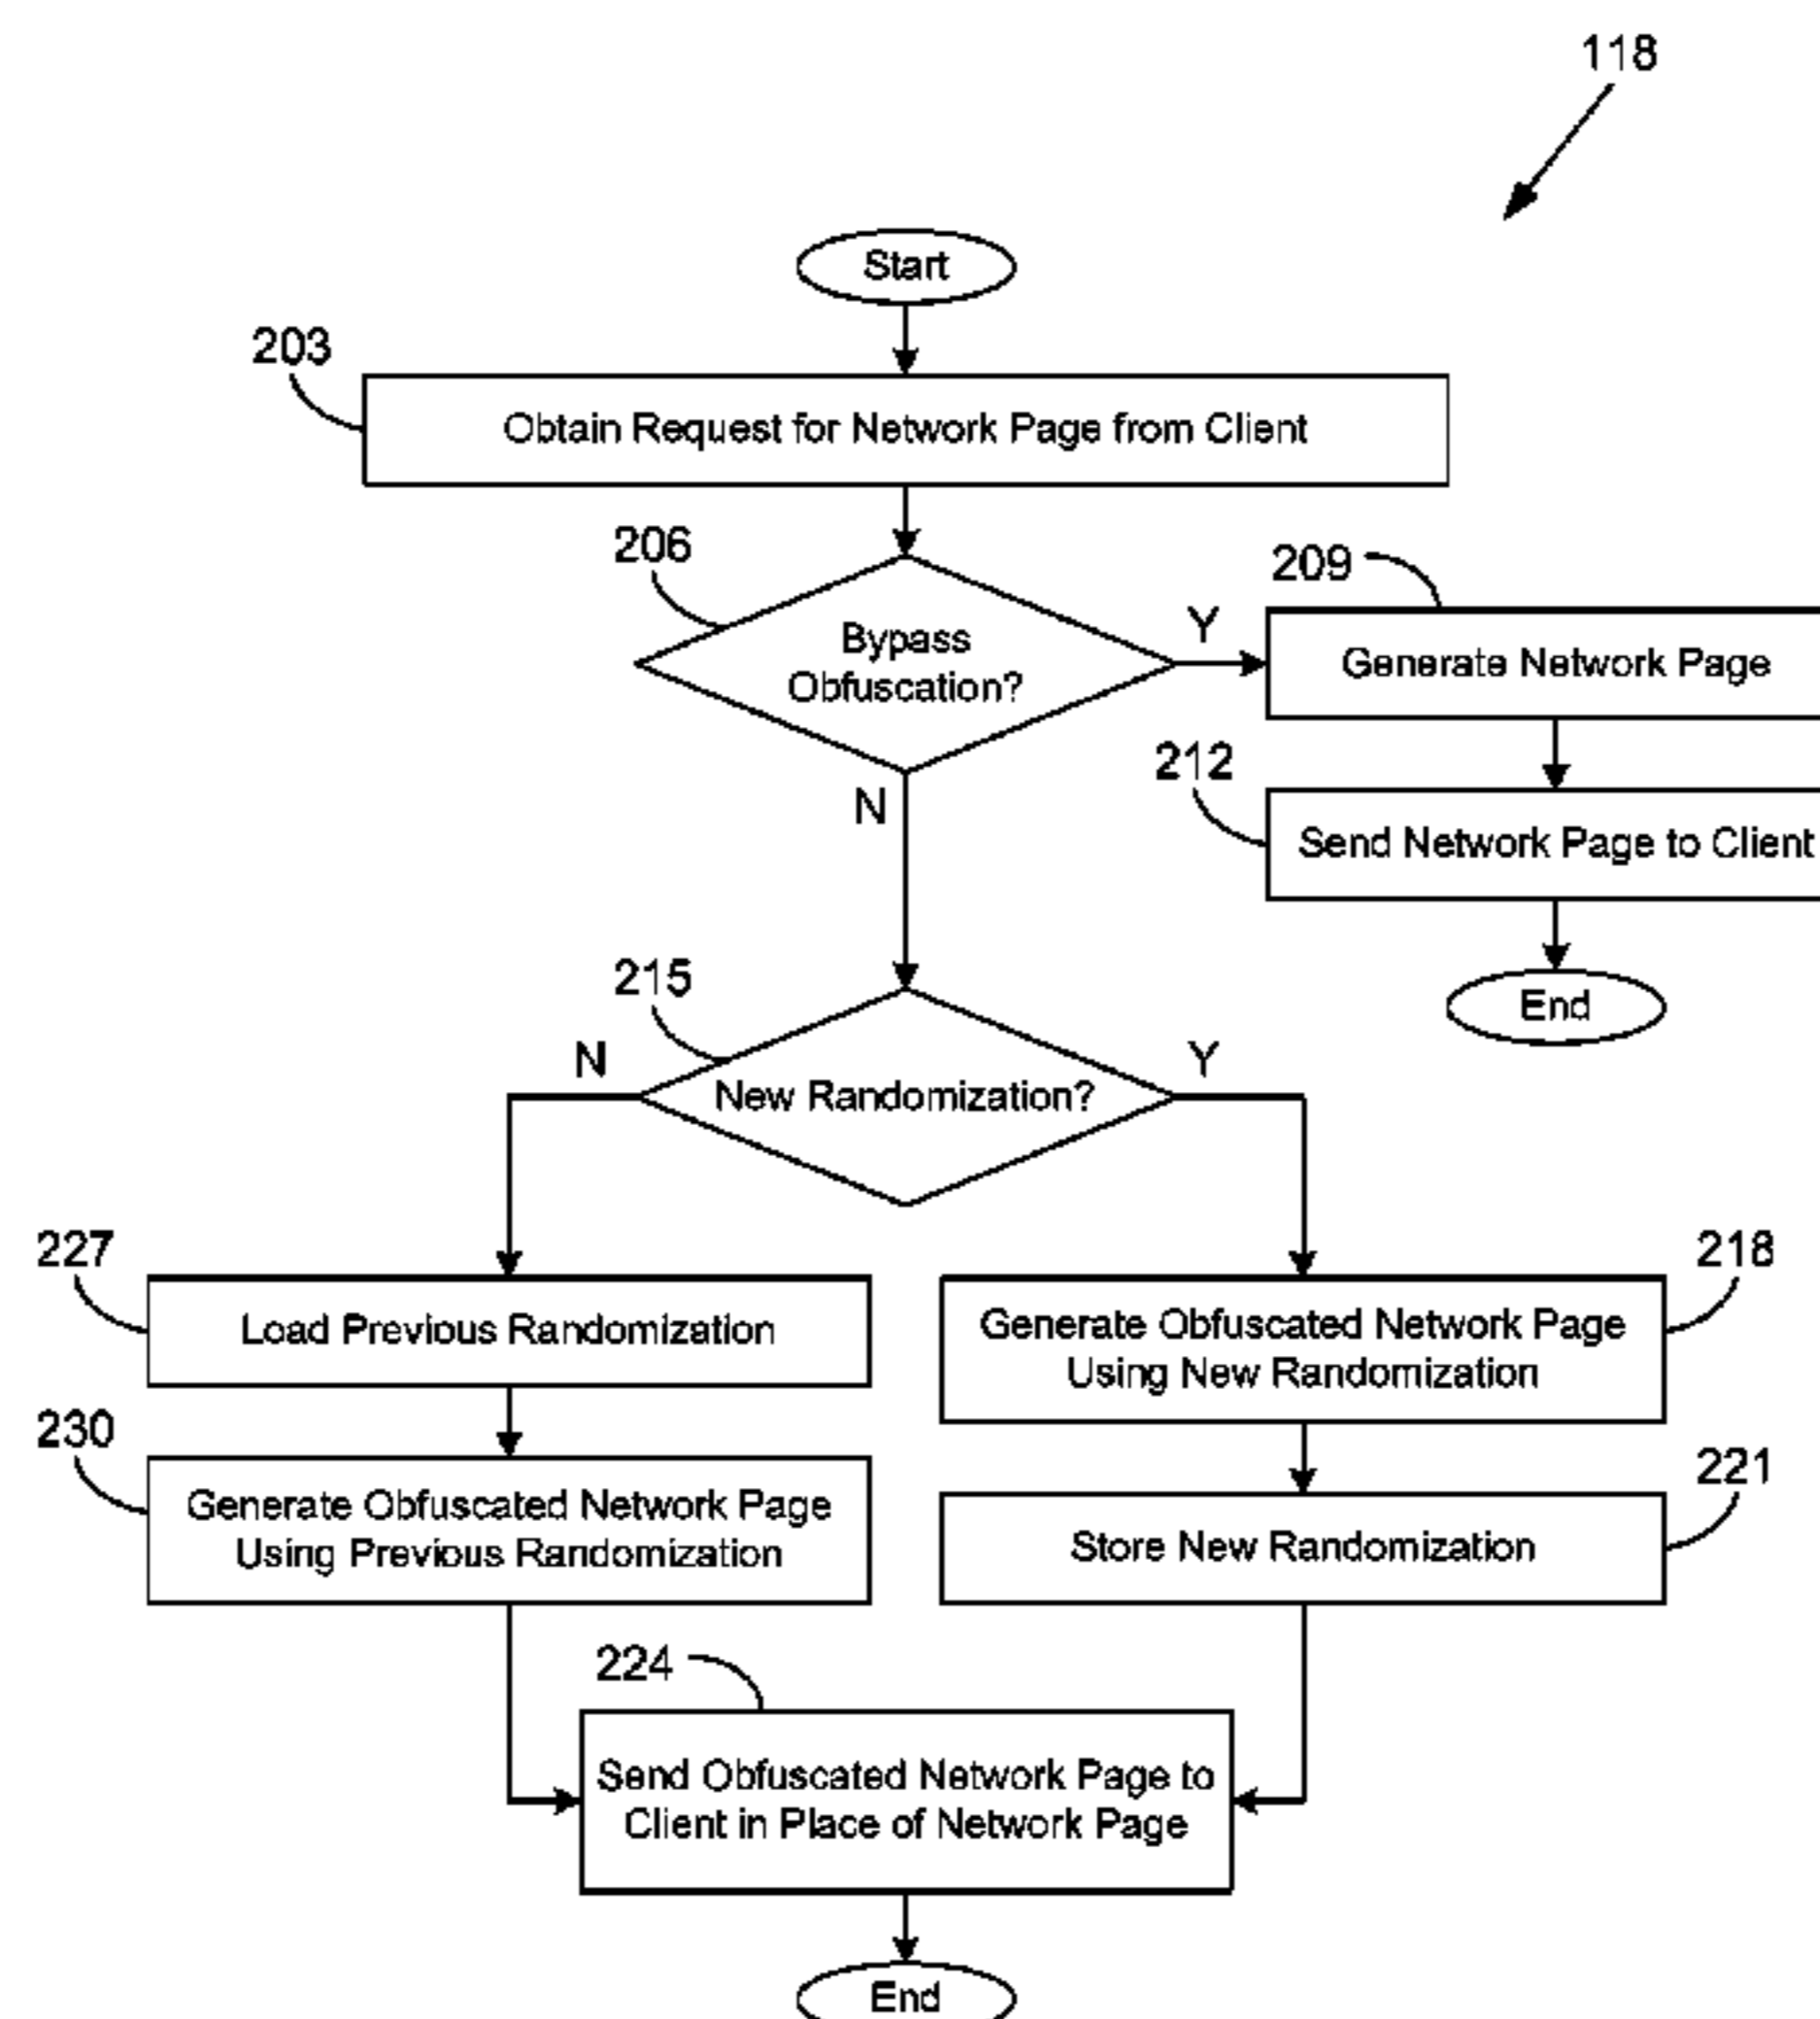 118
Start
203
Obtain Request for Network Page from Client
206
Bypass
Obfuscation?
Y
N
209
Generate Network Page
212
Send Network Page to Client
End
215
New Randomization?
N
Y
227
Load Previous Randomization
218
Generate Obfuscated Network Page
Using New Randomization
230
Generate Obfuscated Network Page
Using Previous Randomization
221
Store New Randomization
224
Send Obfuscated Network Page to
Client in Place of Network Page
End